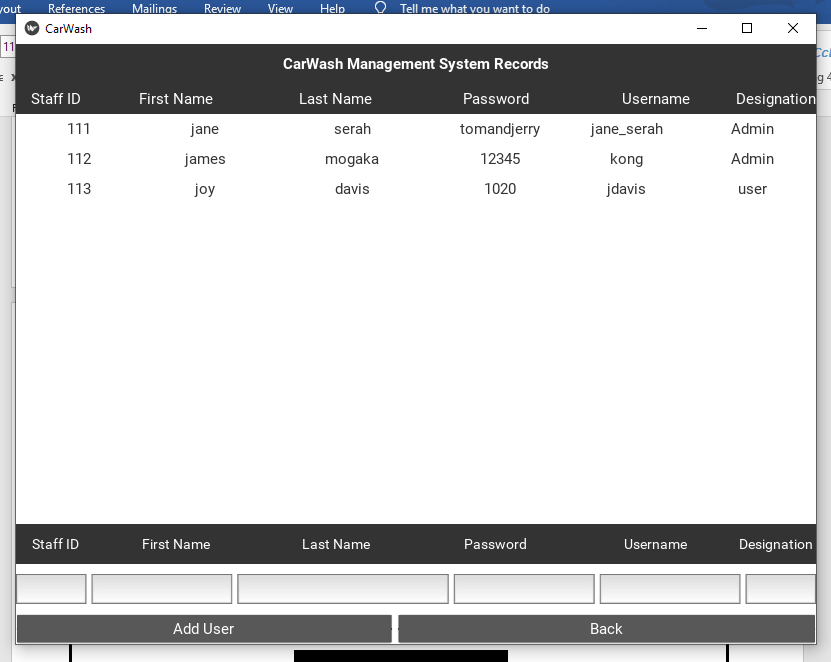 References Mailings Review View Help Tell me what you want to do
CarWash
CarWash Management System Records
Staff ID First Name Last Name Password Username Designation
111 jane serah tomandjerry jane_serah Admin
112 james mogaka 12345 kong Admin
113 joy davis 1020 jdavis user
Staff ID First Name Last Name Password Username Designation
Add User Back